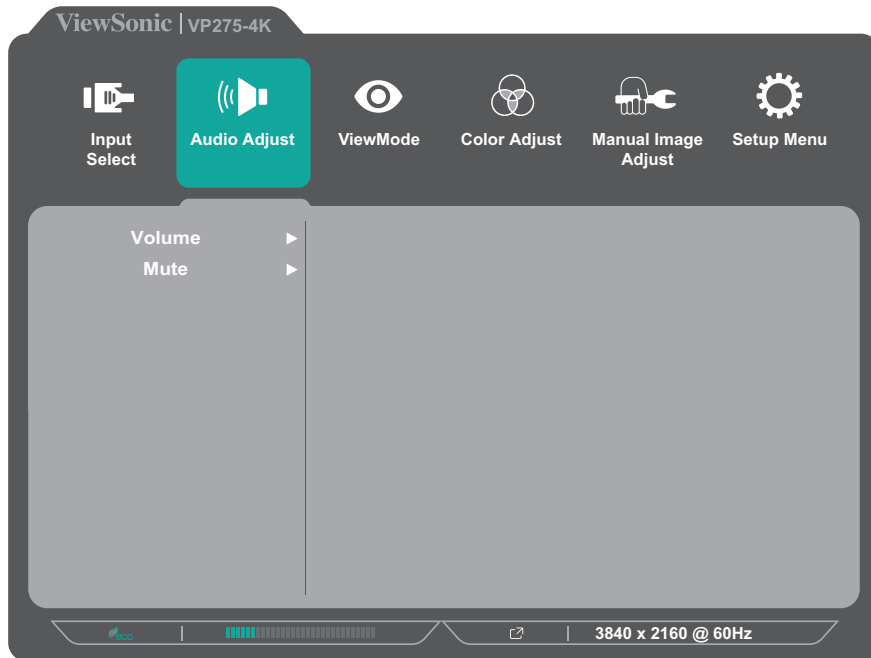 ViewSonic | VP275-4K
Input
Select
Audio Adjust
ViewMode
Color Adjust
Manual Image
Adjust
Setup Menu
Volume
Mute
eco
3840 x 2160 @ 60Hz